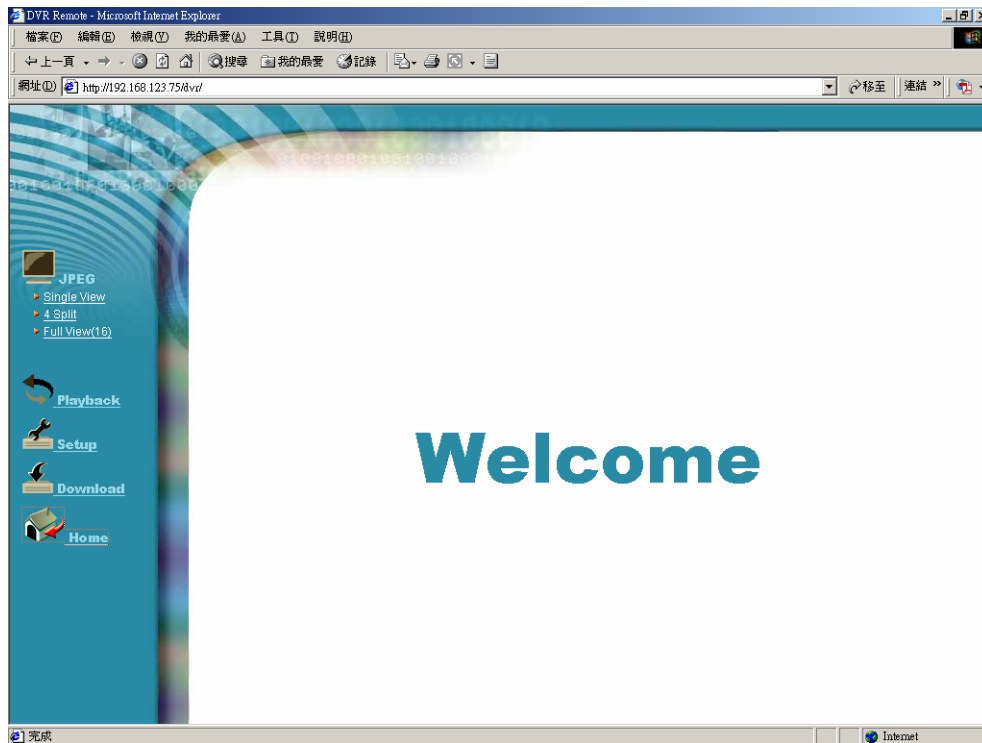 DVR Remote - Microsoft Internet Explorer
檔案(F) 編輯(E) 檢視(V) 我的最愛(A) 工具(T) 說明(H)
上一頁 搜尋 我的最愛 記錄
網址(D) http://192.168.123.75/dvr/ 移至 連結 »
JPEG
Single View
4 Split
Full View(16)
Playback
Setup
Download
Home
Welcome
完成 Internet